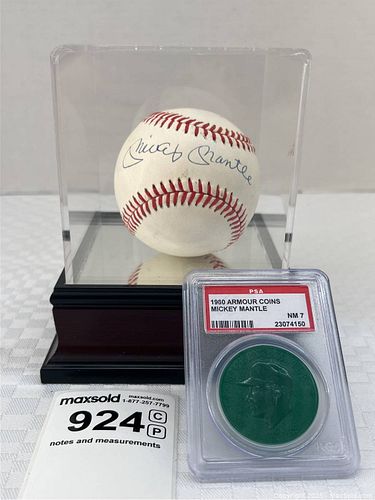 Mickey Mantle
PSA
1960 ARMOUR COINS
MICKEY MANTLE
NM 7
23074150
maxsold.com
maxsold 1-877-257-7799
924 C P
notes and measurements